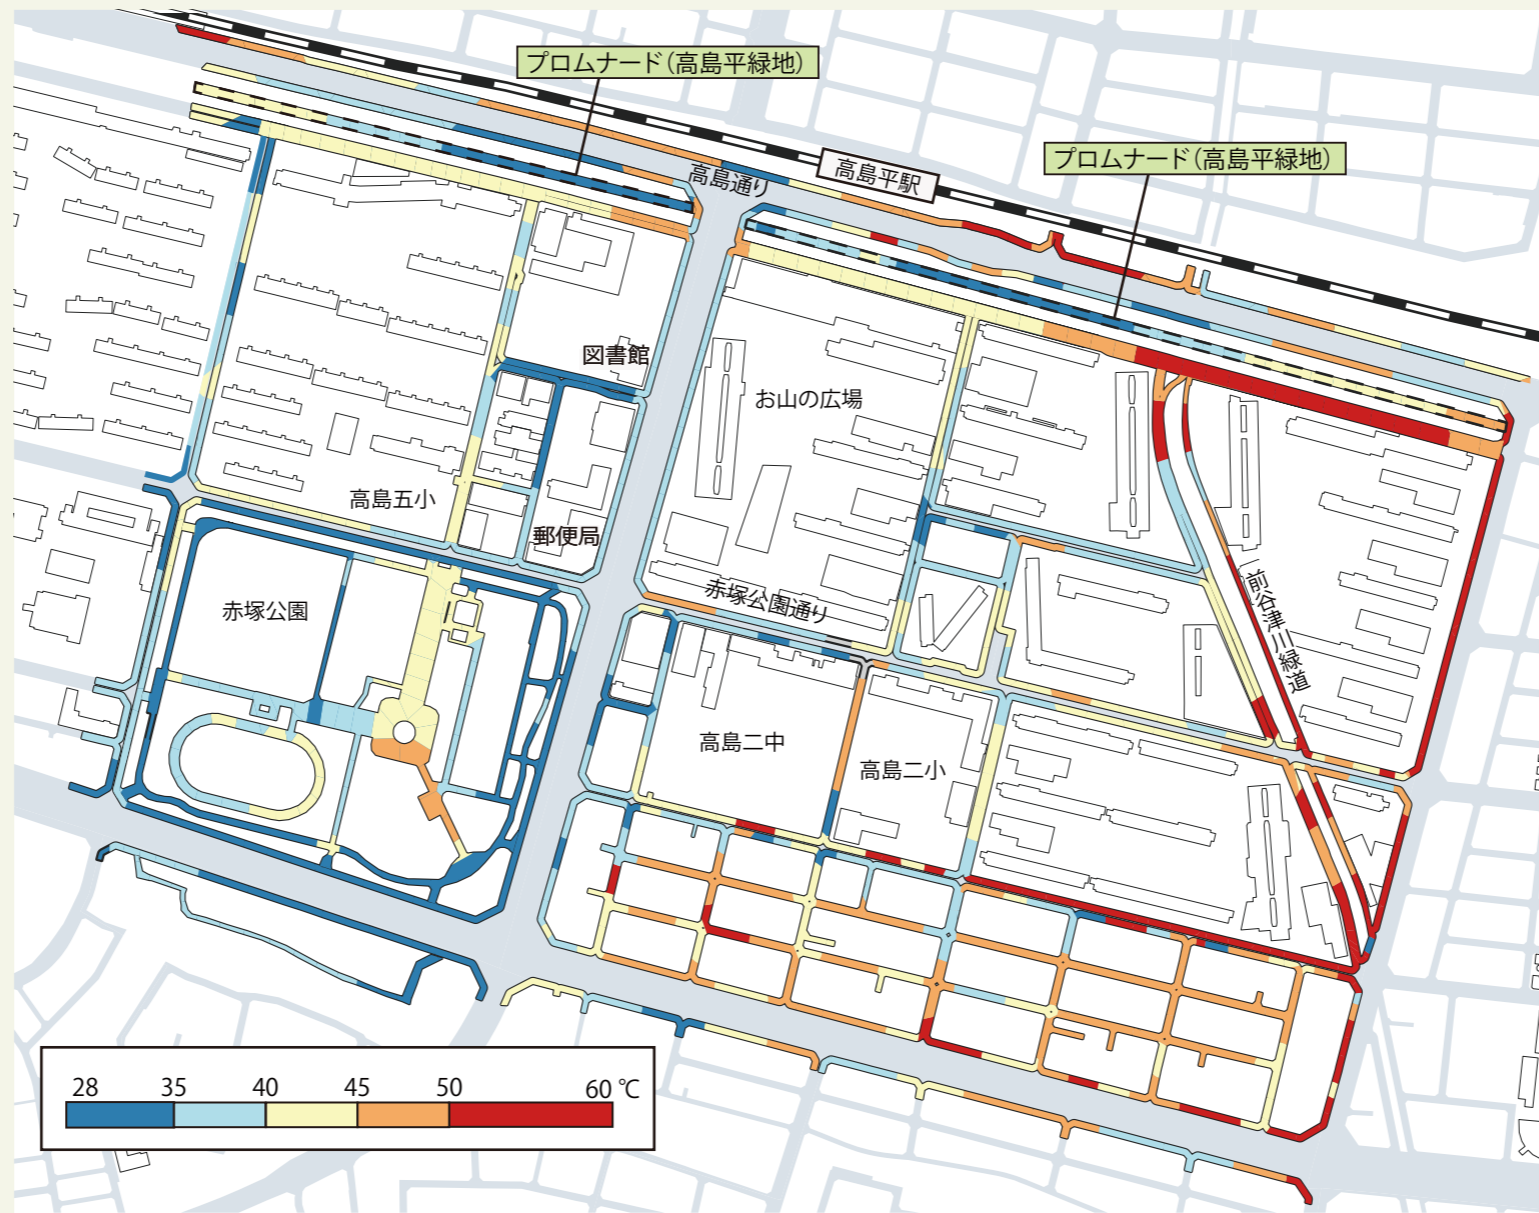 プロムナード（高島平緑地）
プロムナード（高島平緑地）
高島通り
高島平駅
図書館
お山の広場
高島五小
郵便局
赤塚公園
赤塚公園通り
前谷津川緑道
高島二中
高島二小
28 35 40 45 50 60 ℃